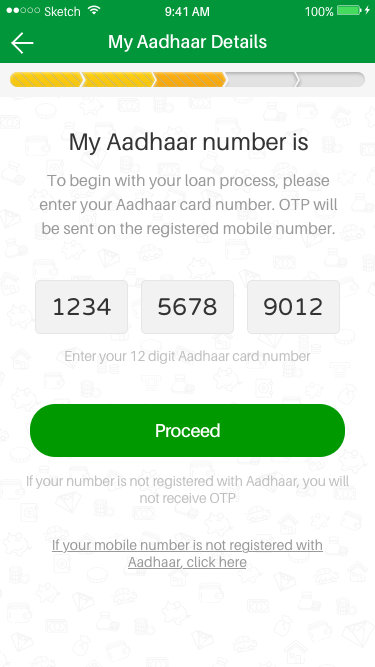 Sketch 9:41 AM 100%
My Aadhaar Details
My Aadhaar number is
To begin with your loan process, please
enter your Aadhaar card number. OTP will
be sent on the registered mobile number.
1234 5678 9012
Enter your 12 digit Aadhaar card number
Proceed
If your number is not registered with Aadhaar, you will
not receive OTP
If your mobile number is not registered with
Aadhaar, click here